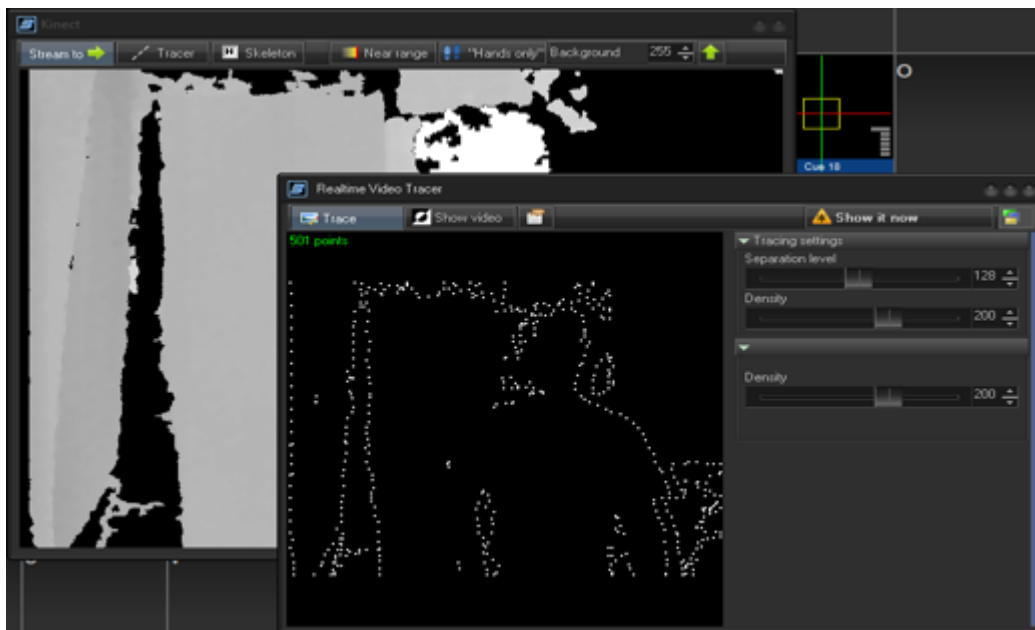 Kinect
Stream to Tracer Skeleton Near range "Hands only" Background 255
Cue 18
Realtime Video Tracer
Trace Show video Show it now
501 points
Tracing settings
Separation level
128
Density
200
Density
200